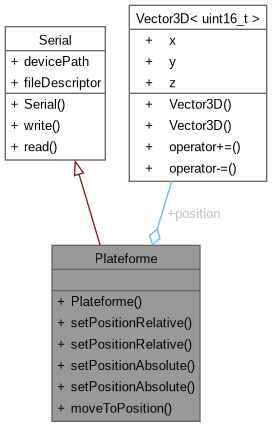 Serial
+ devicePath
+ fileDescriptor
+ Serial()
+ write()
+ read()
Vector3D< uint16_t >
+ x
+ y
+ z
+ Vector3D()
+ Vector3D()
+ operator+=()
+ operator-=()
+position
Plateforme
+ Plateforme()
+ setPositionRelative()
+ setPositionRelative()
+ setPositionAbsolute()
+ setPositionAbsolute()
+ moveToPosition()